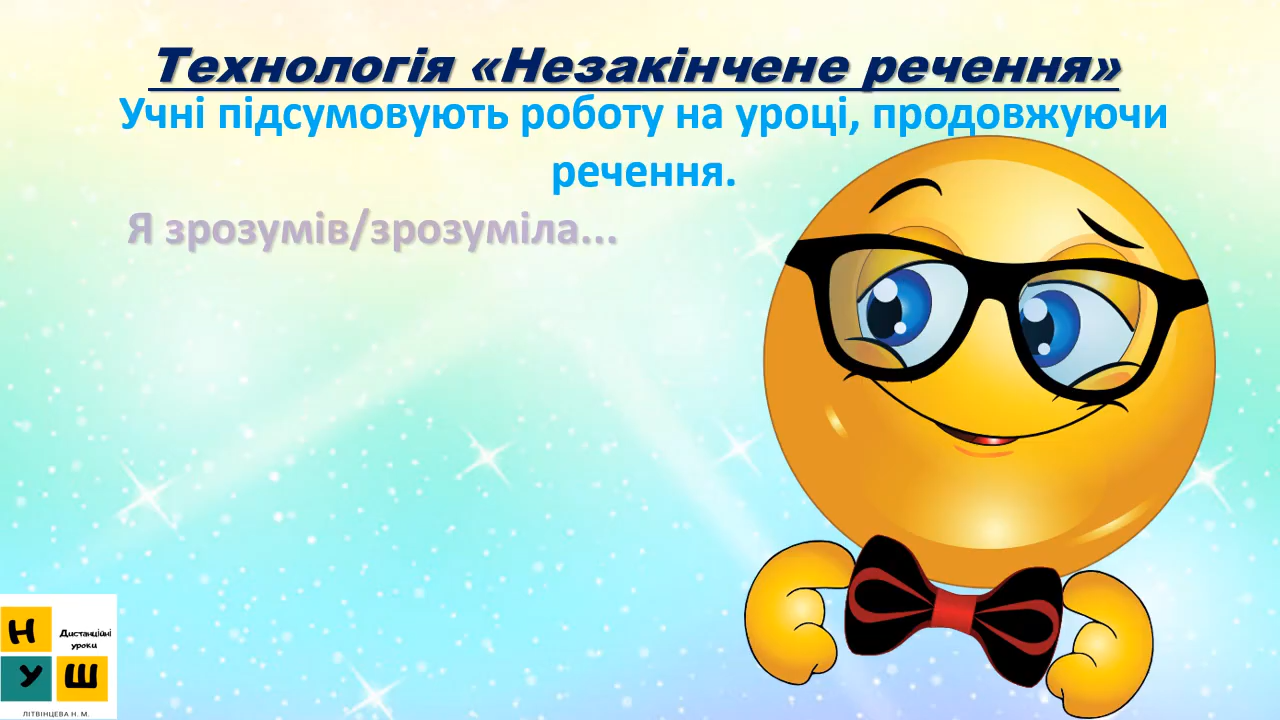 Технологія «Незакінчене речення»
Учні підсумовують роботу на уроці, продовжуючи
речення.
Я зрозумів/зрозуміла...
Н
Дистанційні
уроки
У Ш
ЛІТВІНЦЕВА Н. М.